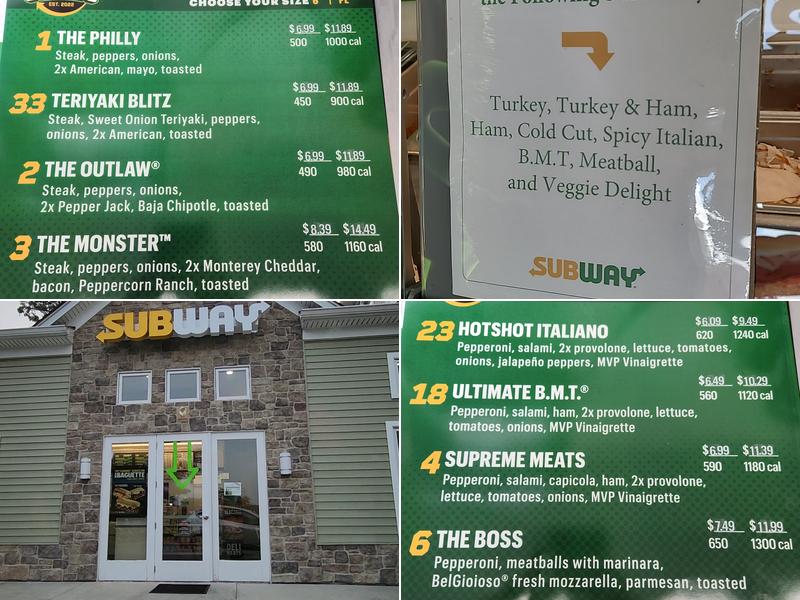 EST. 2022
CHOOSE YOUR SIZE 6
1 THE PHILLY
$6.99 $11.89
500 1000 cal
Steak, peppers, onions,
2x American, mayo, toasted
33 TERIYAKI BLITZ
$6.99 $11.89
450 900 cal
Steak, Sweet Onion Teriyaki, peppers,
onions, 2x American, toasted
2 THE OUTLAW®
$6.99 $11.89
490 980 cal
Steak, peppers, onions,
2x Pepper Jack, Baja Chipotle, toasted
3 THE MONSTER™
$8.39 $14.49
580 1160 cal
Steak, peppers, onions, 2x Monterey Cheddar,
bacon, Peppercorn Ranch, toasted
the Following
Turkey, Turkey & Ham,
Ham, Cold Cut, Spicy Italian,
B.M.T, Meatball,
and Veggie Delight
SUBWAY
SUBWAY
BAGUETTE
DELI
MEATS
23 HOTSHOT ITALIANO
$6.09 $9.49
620 1240 cal
Pepperoni, salami, 2x provolone, lettuce, tomatoes,
onions, jalapeño peppers, MVP Vinaigrette
18 ULTIMATE B.M.T.®
$6.49 $10.29
560 1120 cal
Pepperoni, salami, ham, 2x provolone, lettuce,
tomatoes, onions, MVP Vinaigrette
4 SUPREME MEATS
$6.99 $11.39
590 1180 cal
Pepperoni, salami, capicola, ham, 2x provolone,
lettuce, tomatoes, onions, MVP Vinaigrette
6 THE BOSS
$7.49 $11.99
650 1300 cal
Pepperoni, meatballs with marinara,
BelGioioso® fresh mozzarella, parmesan, toasted